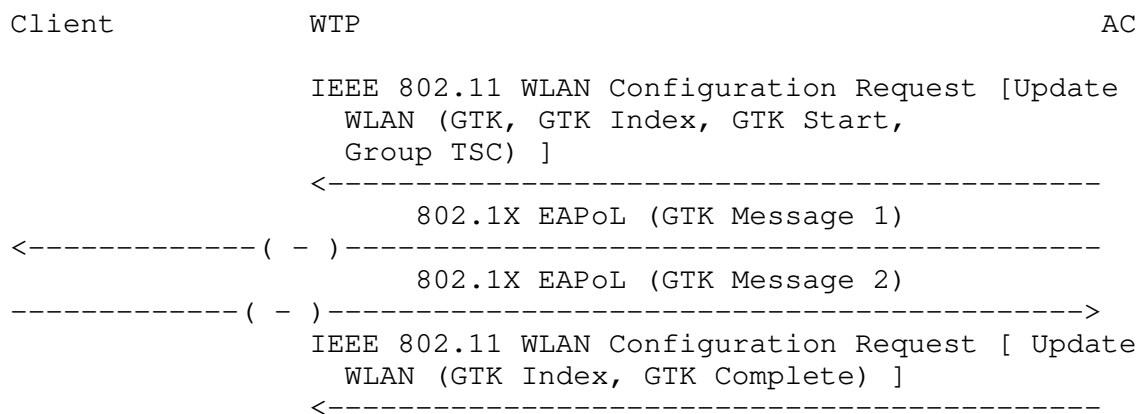 Client           WTP                                           AC
IEEE 802.11 WLAN Configuration Request [Update
WLAN (GTK, GTK Index, GTK Start,
Group TSC) ]
<--------------------------------------------
802.1X EAPoL (GTK Message 1)
<-------------( - )-------------------------------------------
802.1X EAPoL (GTK Message 2)
-------------( - )------------------------------------------->
IEEE 802.11 WLAN Configuration Request [ Update
WLAN (GTK Index, GTK Complete) ]
<--------------------------------------------